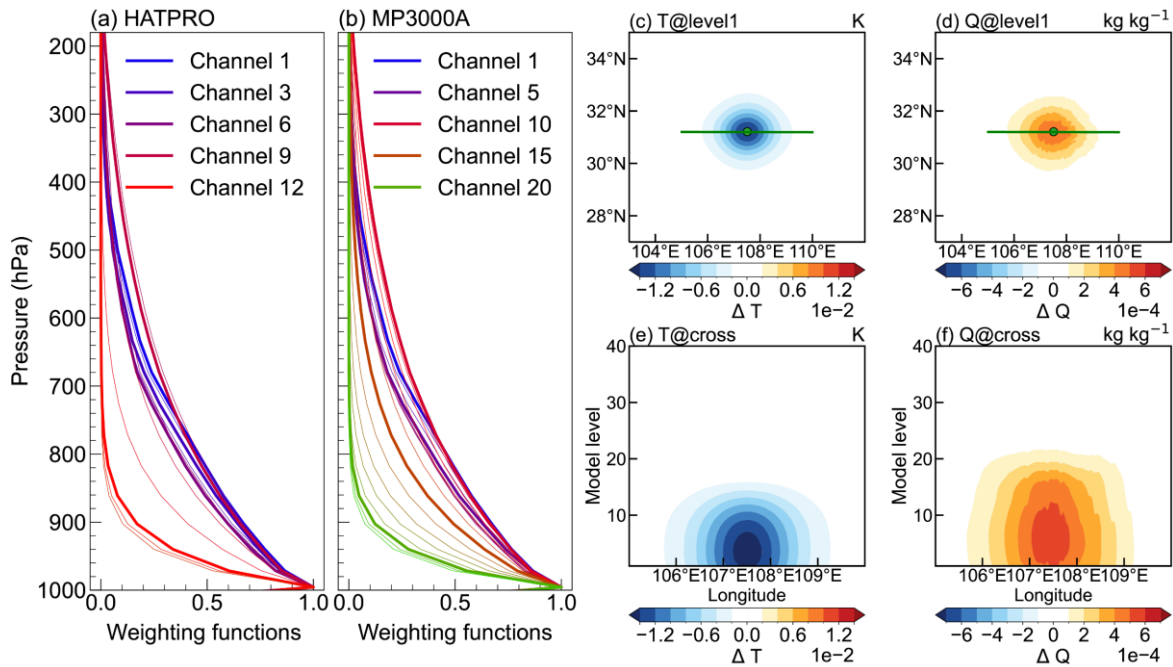 (a) HATPRO
200
300
400
500
600
700
800
900
1000
Pressure (hPa)
Channel 1
Channel 3
Channel 6
Channel 9
Channel 12
0.0 0.5 1.0
Weighting functions
(b) MP3000A
Channel 1
Channel 5
Channel 10
Channel 15
Channel 20
0.0 0.5 1.0
Weighting functions
(c) T@level1 K
34°N
32°N
30°N
28°N
104°E 106°E 108°E 110°E
−1.2 −0.6 0.0 0.6 1.2
Δ T 1e−2
(d) Q@level1 kg kg⁻¹
34°N
32°N
30°N
28°N
104°E 106°E 108°E 110°E
−6 −4 −2 0 2 4 6
Δ Q 1e−4
(e) T@cross K
40
30
20
10
Model level
106°E 107°E 108°E 109°E
Longitude
−1.2 −0.6 0.0 0.6 1.2
Δ T 1e−2
(f) Q@cross kg kg⁻¹
40
30
20
10
Model level
106°E 107°E 108°E 109°E
Longitude
−6 −4 −2 0 2 4 6
Δ Q 1e−4